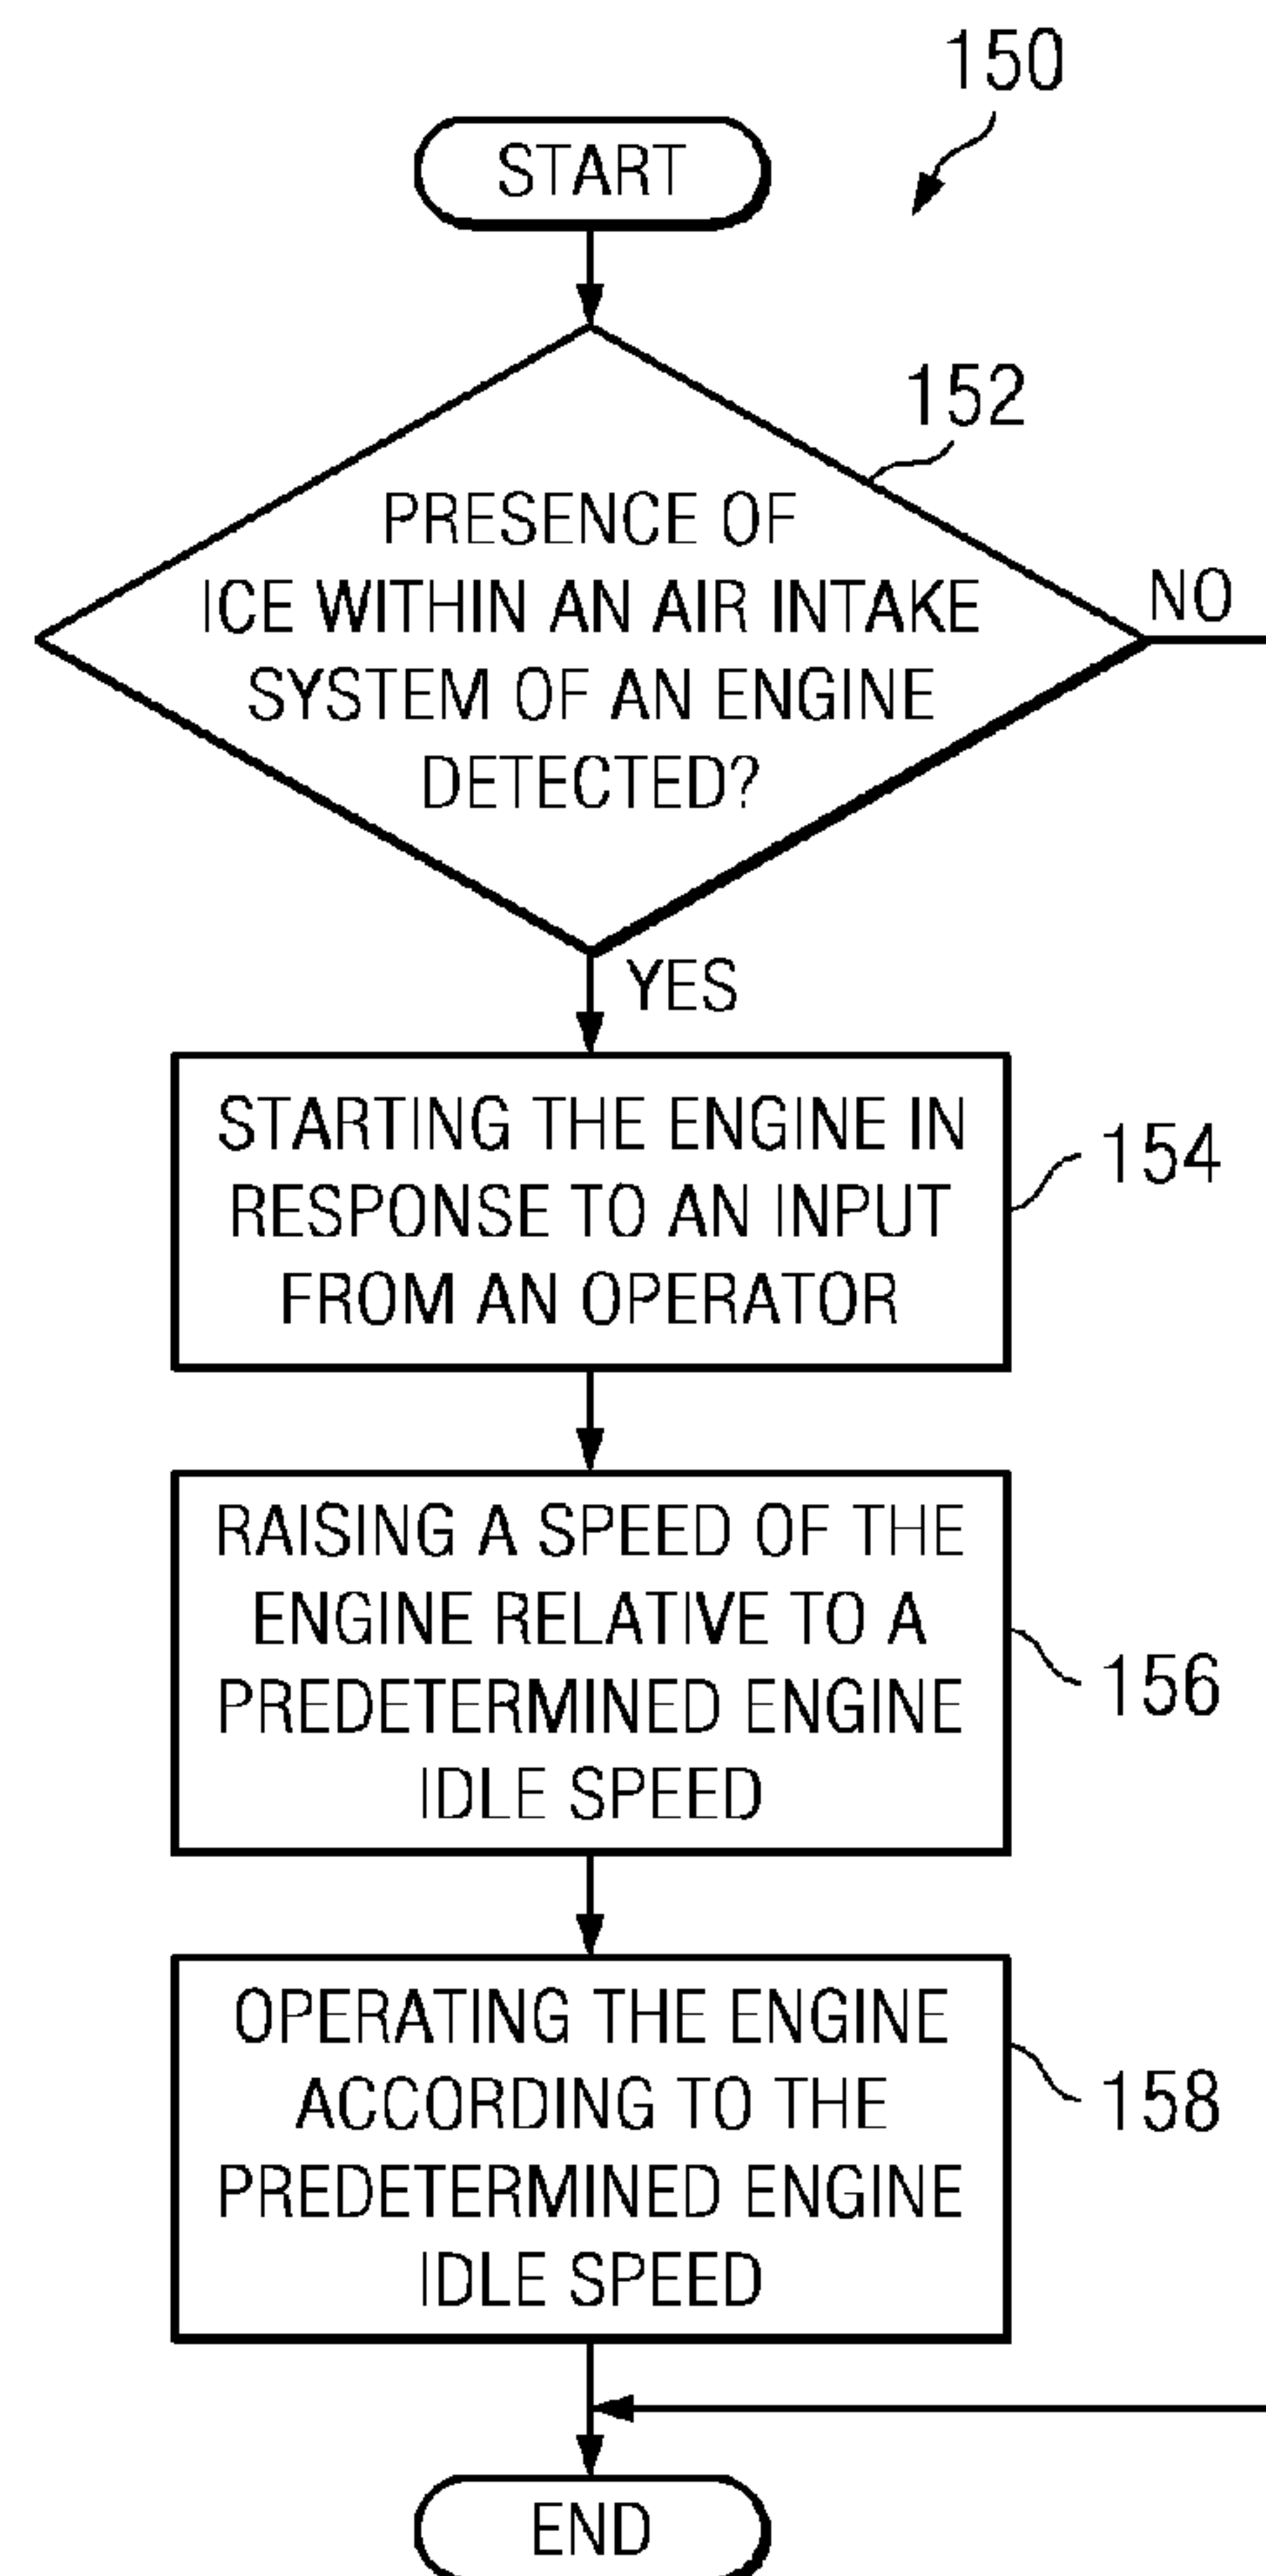 150
START
152
PRESENCE OF
ICE WITHIN AN AIR INTAKE
SYSTEM OF AN ENGINE
DETECTED?
NO
YES
STARTING THE ENGINE IN
RESPONSE TO AN INPUT
FROM AN OPERATOR
154
RAISING A SPEED OF THE
ENGINE RELATIVE TO A
PREDETERMINED ENGINE
IDLE SPEED
156
OPERATING THE ENGINE
ACCORDING TO THE
PREDETERMINED ENGINE
IDLE SPEED
158
END